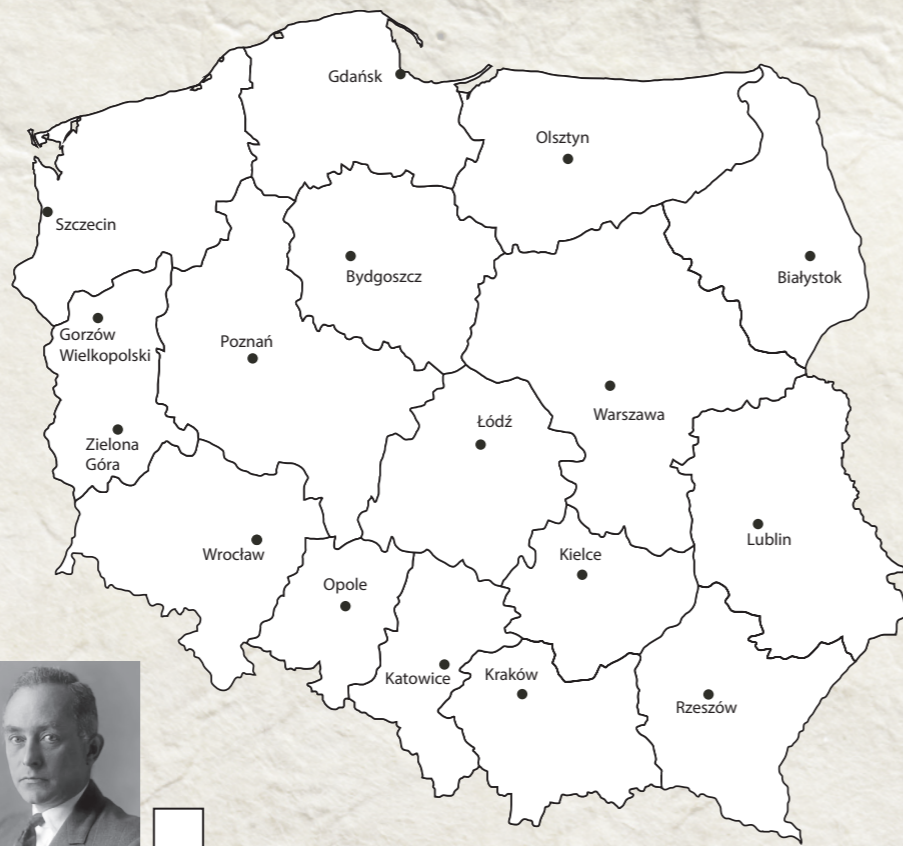 Gdańsk
Olsztyn
Szczecin
Bydgoszcz
Białystok
Gorzów
Wielkopolski
Poznań
Warszawa
Łódź
Zielona
Góra
Wrocław
Lublin
Kielce
Opole
Katowice
Kraków
Rzeszów